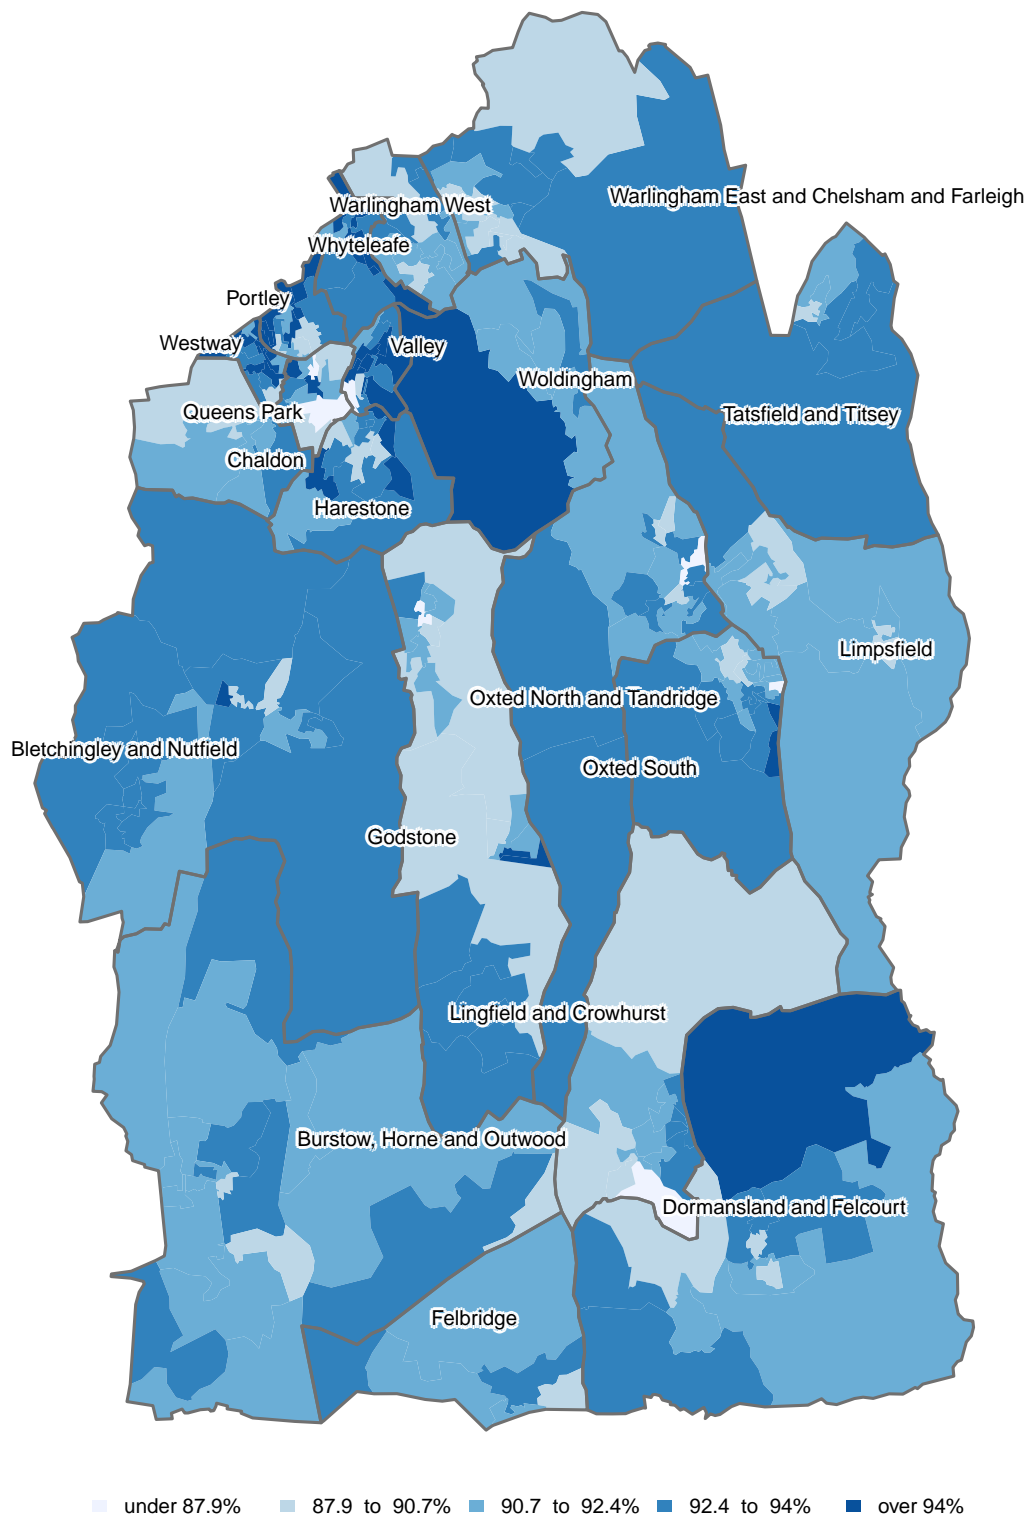 Warlingham East and Chelsham and Farleigh
Warlingham West
Whyteleafe
Portley
Westway
Valley
Woldingham
Queens Park
Tatsfield and Titsey
Chaldon
Harestone
Limpsfield
Oxted North and Tandridge
Bletchingley and Nutfield
Oxted South
Godstone
Lingfield and Crowhurst
Burstow, Horne and Outwood
Dormansland and Felcourt
Felbridge
under 87.9% 87.9 to 90.7% 90.7 to 92.4% 92.4 to 94% over 94%